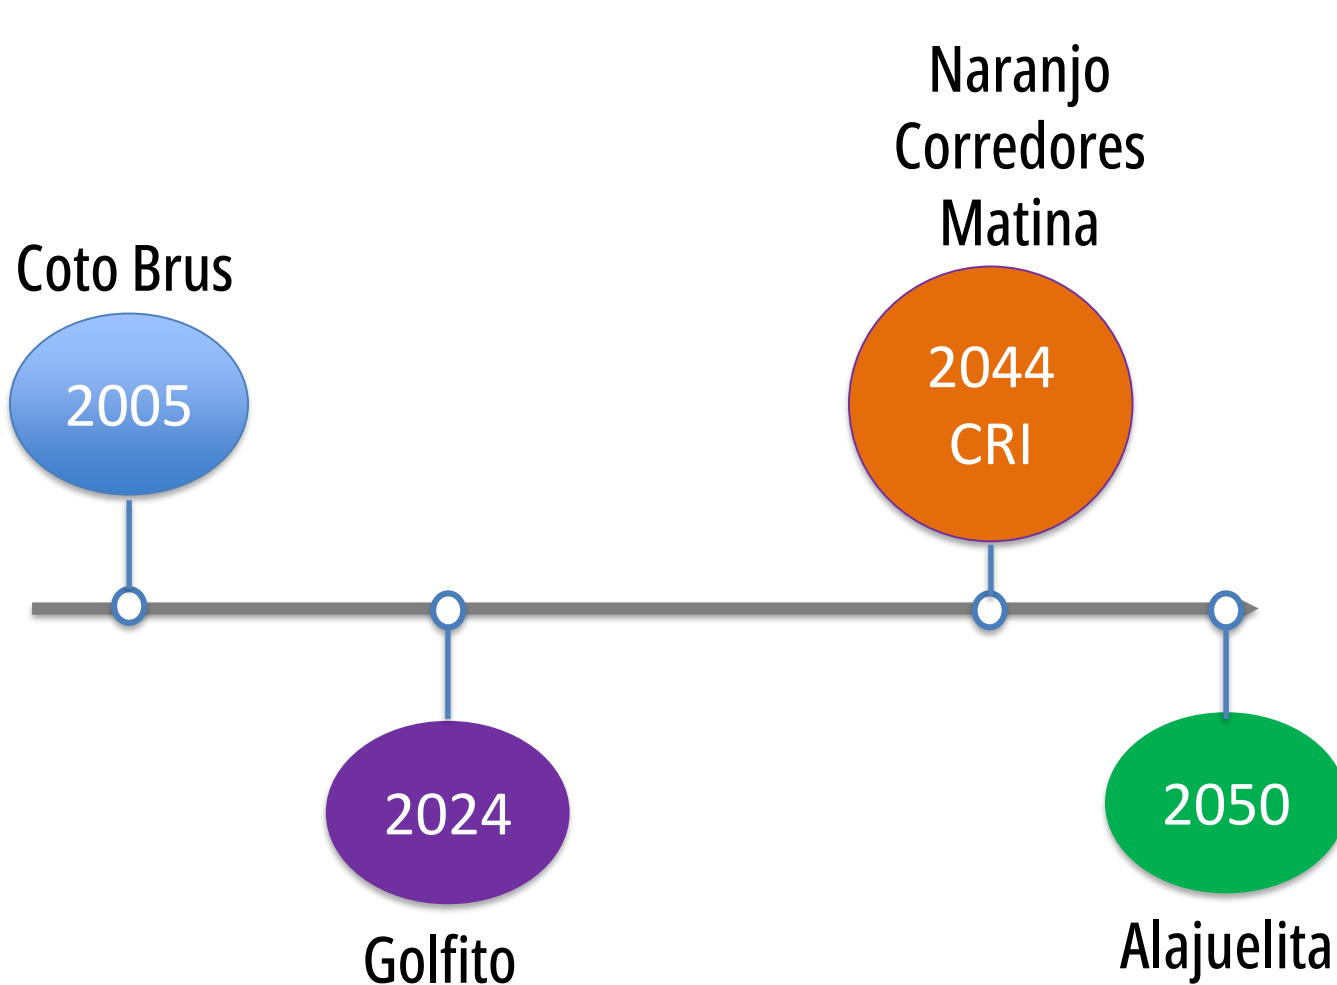 Coto Brus
2005
2024
Golfito
Naranjo
Corredores
Matina
2044
CRI
2050
Alajuelita